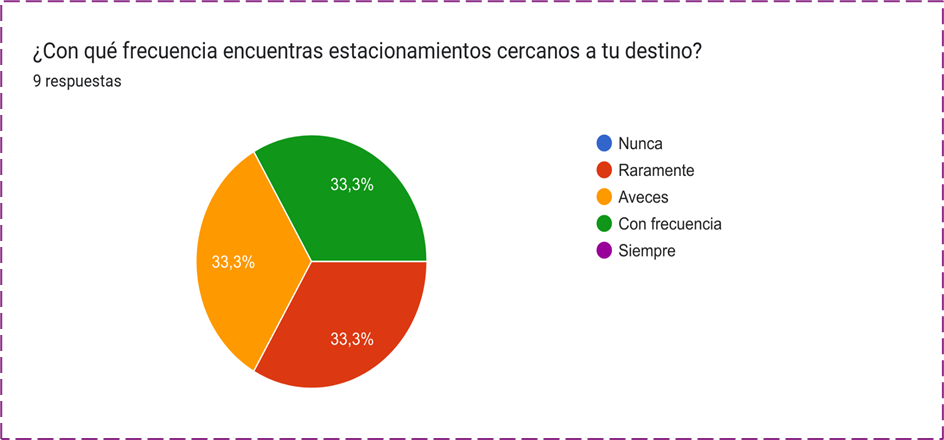 ¿Con qué frecuencia encuentras estacionamientos cercanos a tu destino?
9 respuestas
33,3%
33,3%
33,3%
Nunca
Raramente
Aveces
Con frecuencia
Siempre